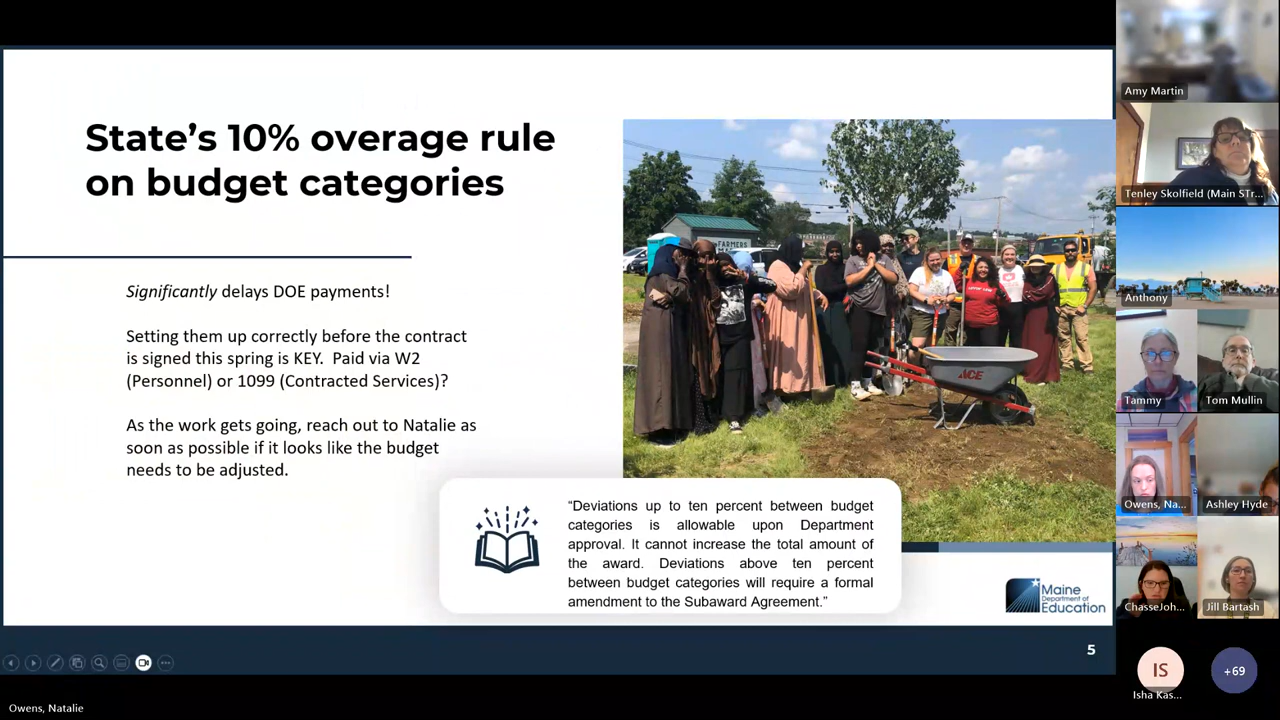 State’s 10% overage rule
on budget categories
Significantly delays DOE payments!
Setting them up correctly before the contract
is signed this spring is KEY.  Paid via W2
(Personnel) or 1099 (Contracted Services)?
As the work gets going, reach out to Natalie as
soon as possible if it looks like the budget
needs to be adjusted.
FARMERS
ACE
“Deviations up to ten percent between budget
categories is allowable upon Department
approval. It cannot increase the total amount of
the award. Deviations above ten percent
between budget categories will require a formal
amendment to the Subaward Agreement.”
Maine
Department of
Education
5
Owens, Natalie
Amy Martin
Tenley Skolfield (Main STr...
Anthony
Tammy
Tom Mullin
Owens, Na...
Ashley Hyde
ChasseJoh...
Jill Bartash
IS
Isha Kas...
+69